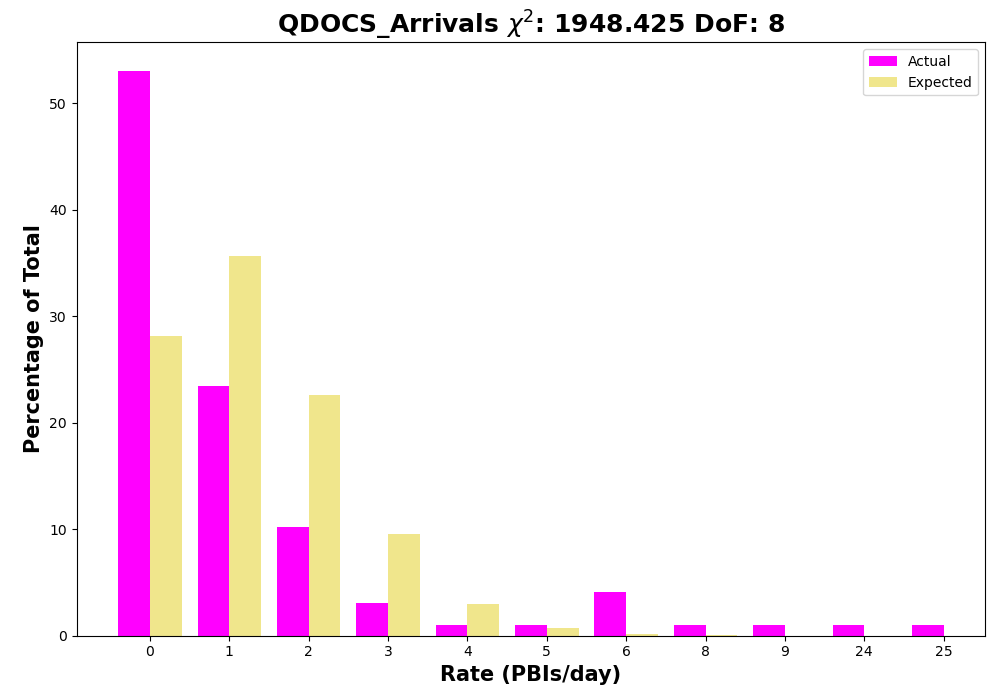 QDOCS_Arrivals χ²: 1948.425 DoF: 8
Actual
Expected
Percentage of Total
50
40
30
20
10
0
0 1 2 3 4 5 6 8 9 24 25
Rate (PBIs/day)